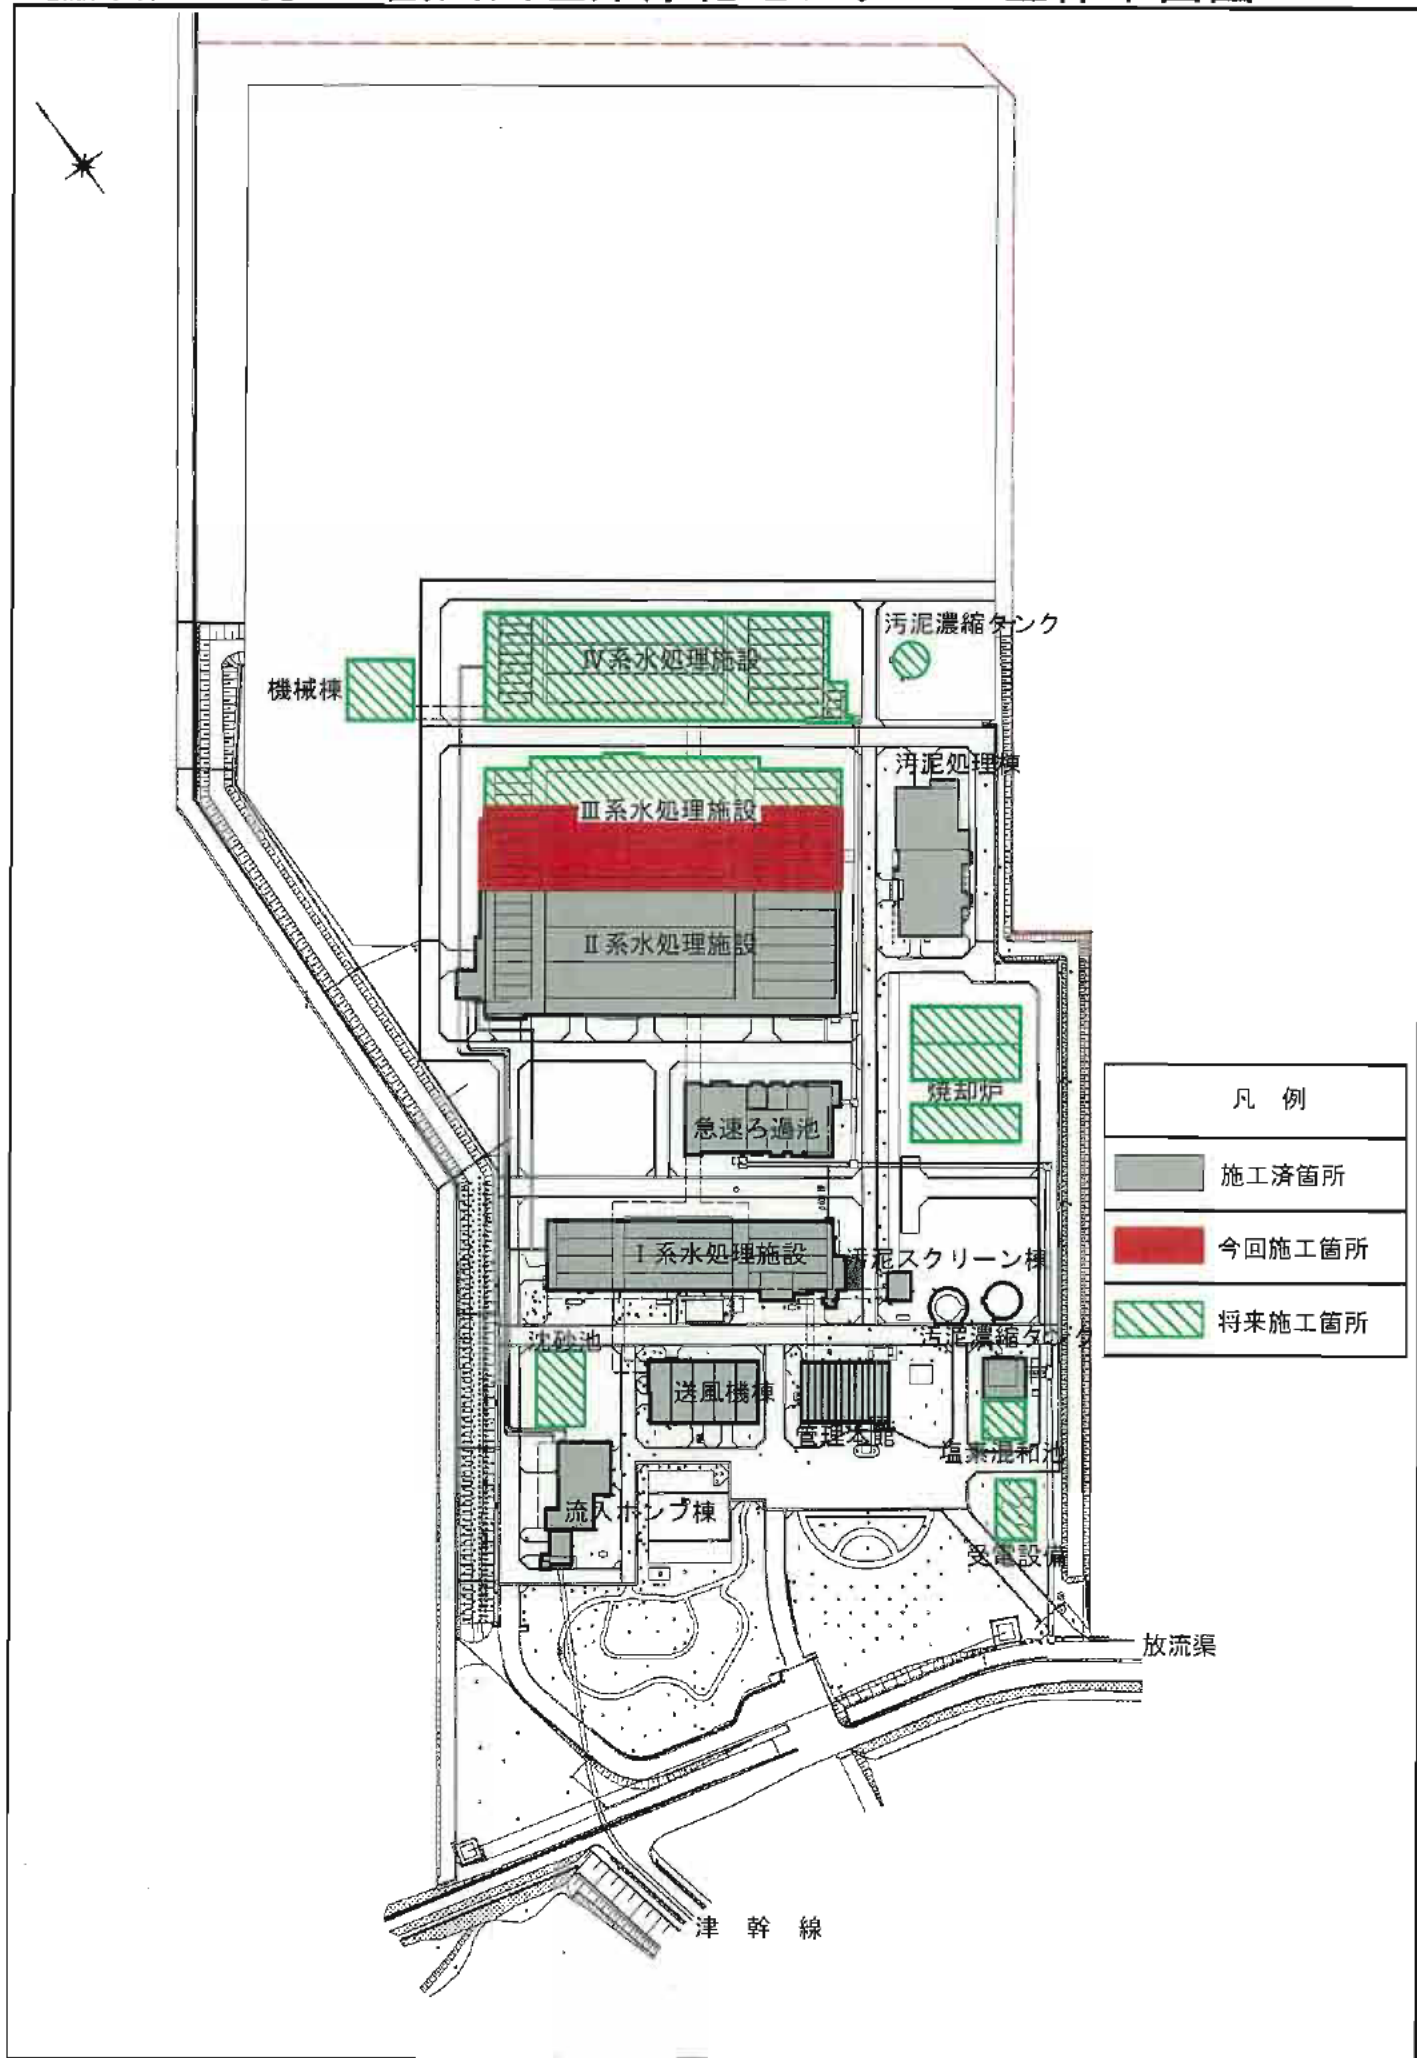 汚泥濃縮タンク
Ⅳ系水処理施設
機械棟
汚泥処理棟
Ⅲ系水処理施設
Ⅱ系水処理施設
焼却炉
急速ろ過池
凡 例
施工済箇所
今回施工箇所
将来施工箇所
Ⅰ系水処理施設
汚泥スクリーン棟
汚泥濃縮タンク
沈砂池
送風機棟
管理本館
塩素混和池
流入ポンプ棟
受電設備
放流渠
津 幹 線